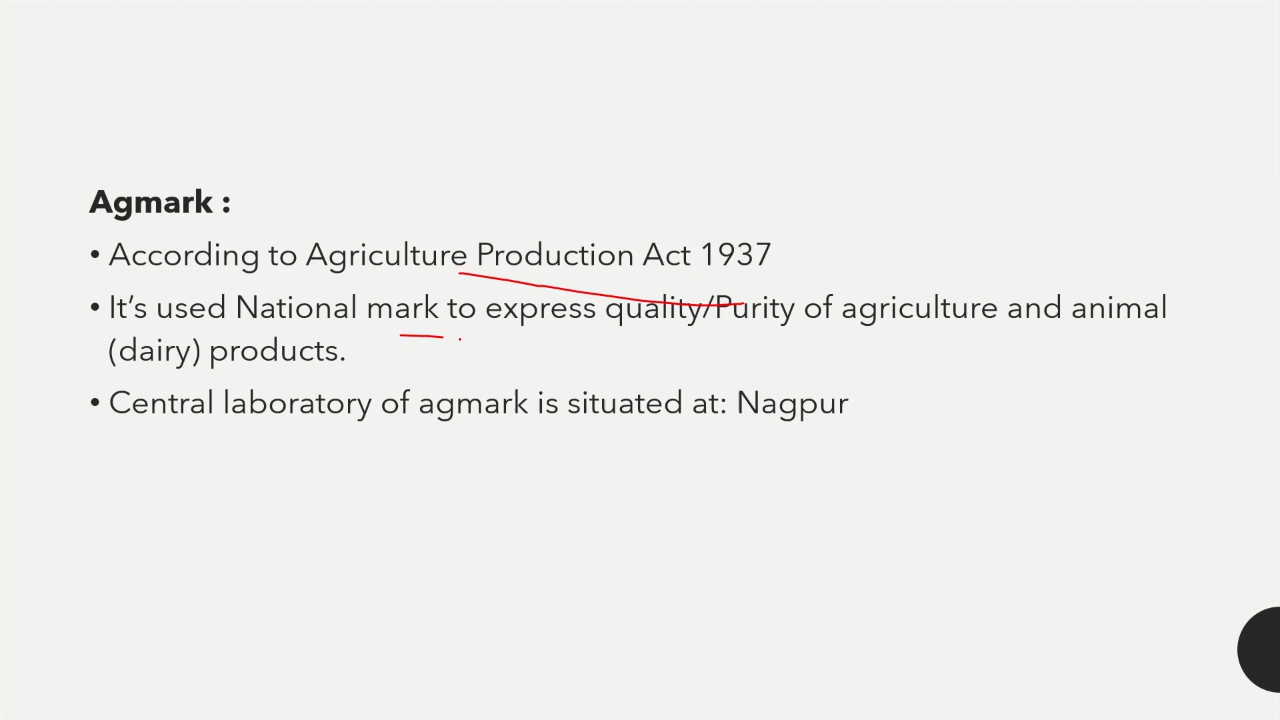 Agmark :
• According to Agriculture Production Act 1937
• It’s used National mark to express quality/Purity of agriculture and animal
(dairy) products.
• Central laboratory of agmark is situated at: Nagpur